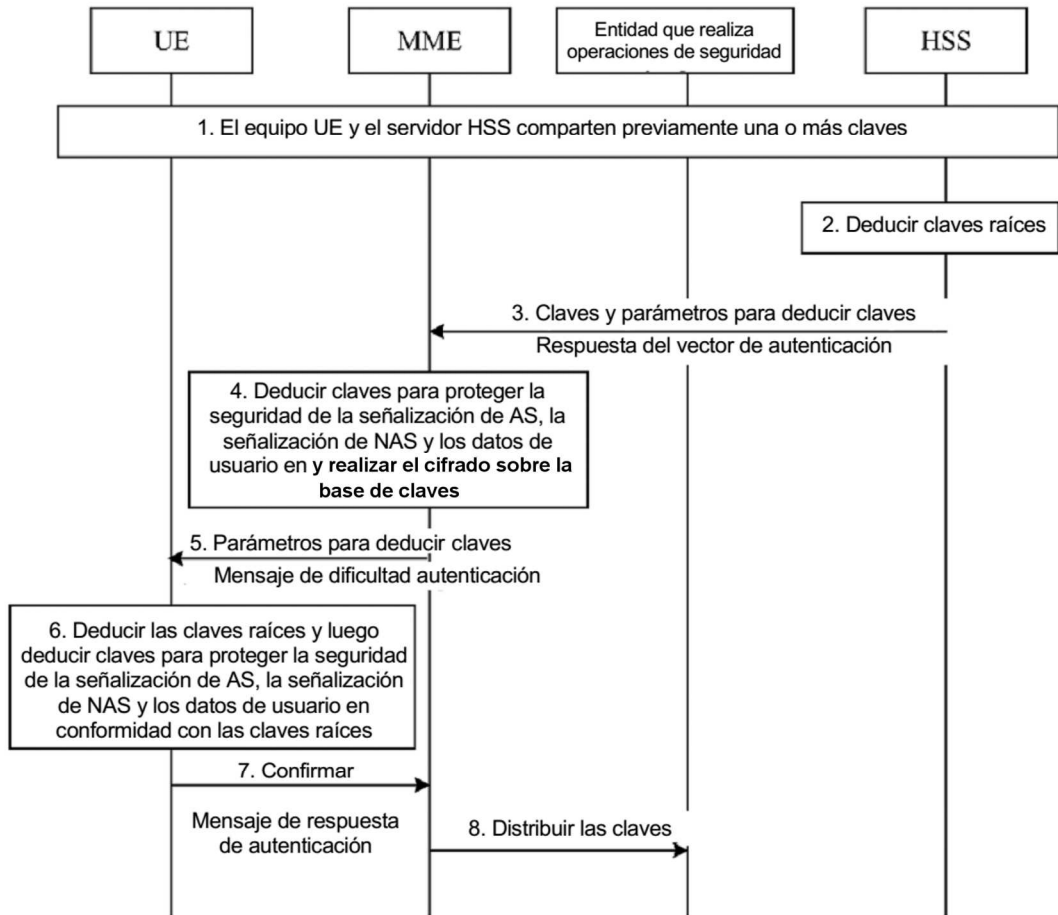 UE
MME
Entidad que realiza
operaciones de seguridad
HSS
1. El equipo UE y el servidor HSS comparten previamente una o más claves
2. Deducir claves raíces
3. Claves y parámetros para deducir claves
Respuesta del vector de autenticación
4. Deducir claves para proteger la
seguridad de la señalización de AS, la
señalización de NAS y los datos de
usuario en y realizar el cifrado sobre la
base de claves
5. Parámetros para deducir claves
Mensaje de dificultad autenticación
6. Deducir las claves raíces y luego
deducir claves para proteger la seguridad
de la señalización de AS, la señalización
de NAS y los datos de usuario en
conformidad con las claves raíces
7. Confirmar
Mensaje de respuesta
de autenticación
8. Distribuir las claves